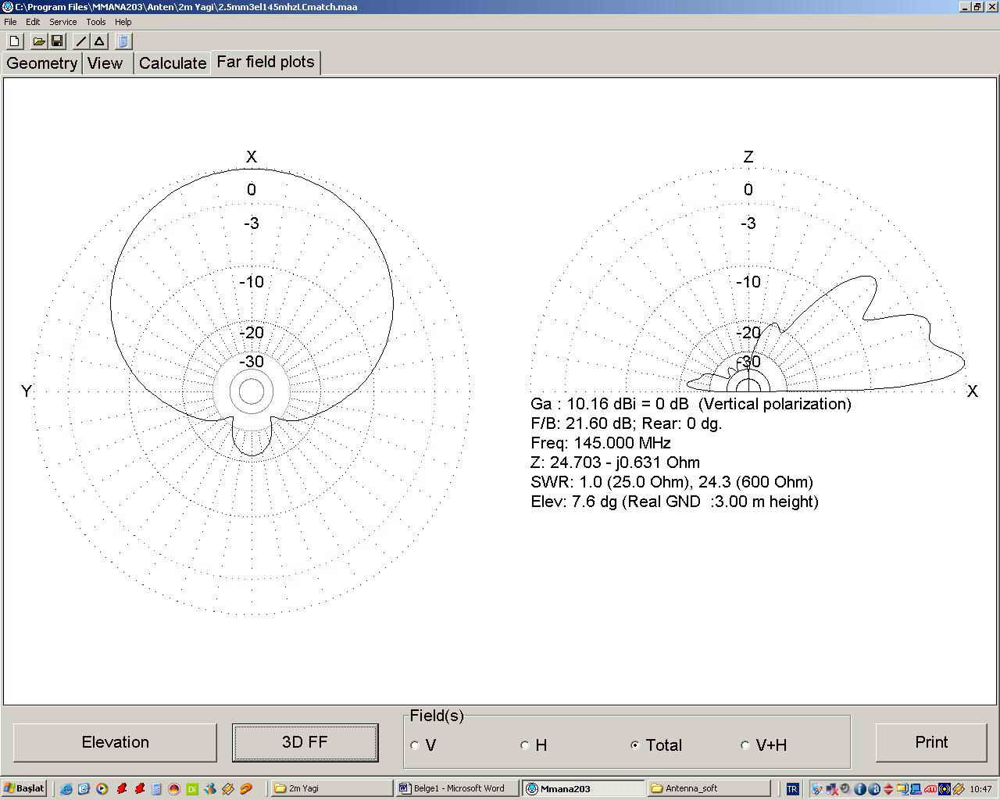 C:\Program Files\MMANA203\Anten\2m Yagi\2.5mm3el145mhzLCmatch.maa
File Edit Service Tools Help
Geometry View Calculate Far field plots
X
0
-3
-10
-20
-30
Y
Z
0
-3
-10
-20
-30
X
Ga : 10.16 dBi = 0 dB (Vertical polarization)
F/B: 21.60 dB; Rear: 0 dg.
Freq: 145.000 MHz
Z: 24.703 - j0.631 Ohm
SWR: 1.0 (25.0 Ohm), 24.3 (600 Ohm)
Elev: 7.6 dg (Real GND :3.00 m height)
Elevation
3D FF
Field(s)
V H Total V+H
Print
Başlat Di 2m Yagi Belge1 - Microsoft Word Mmana203 Antenna_soft TR 10:47